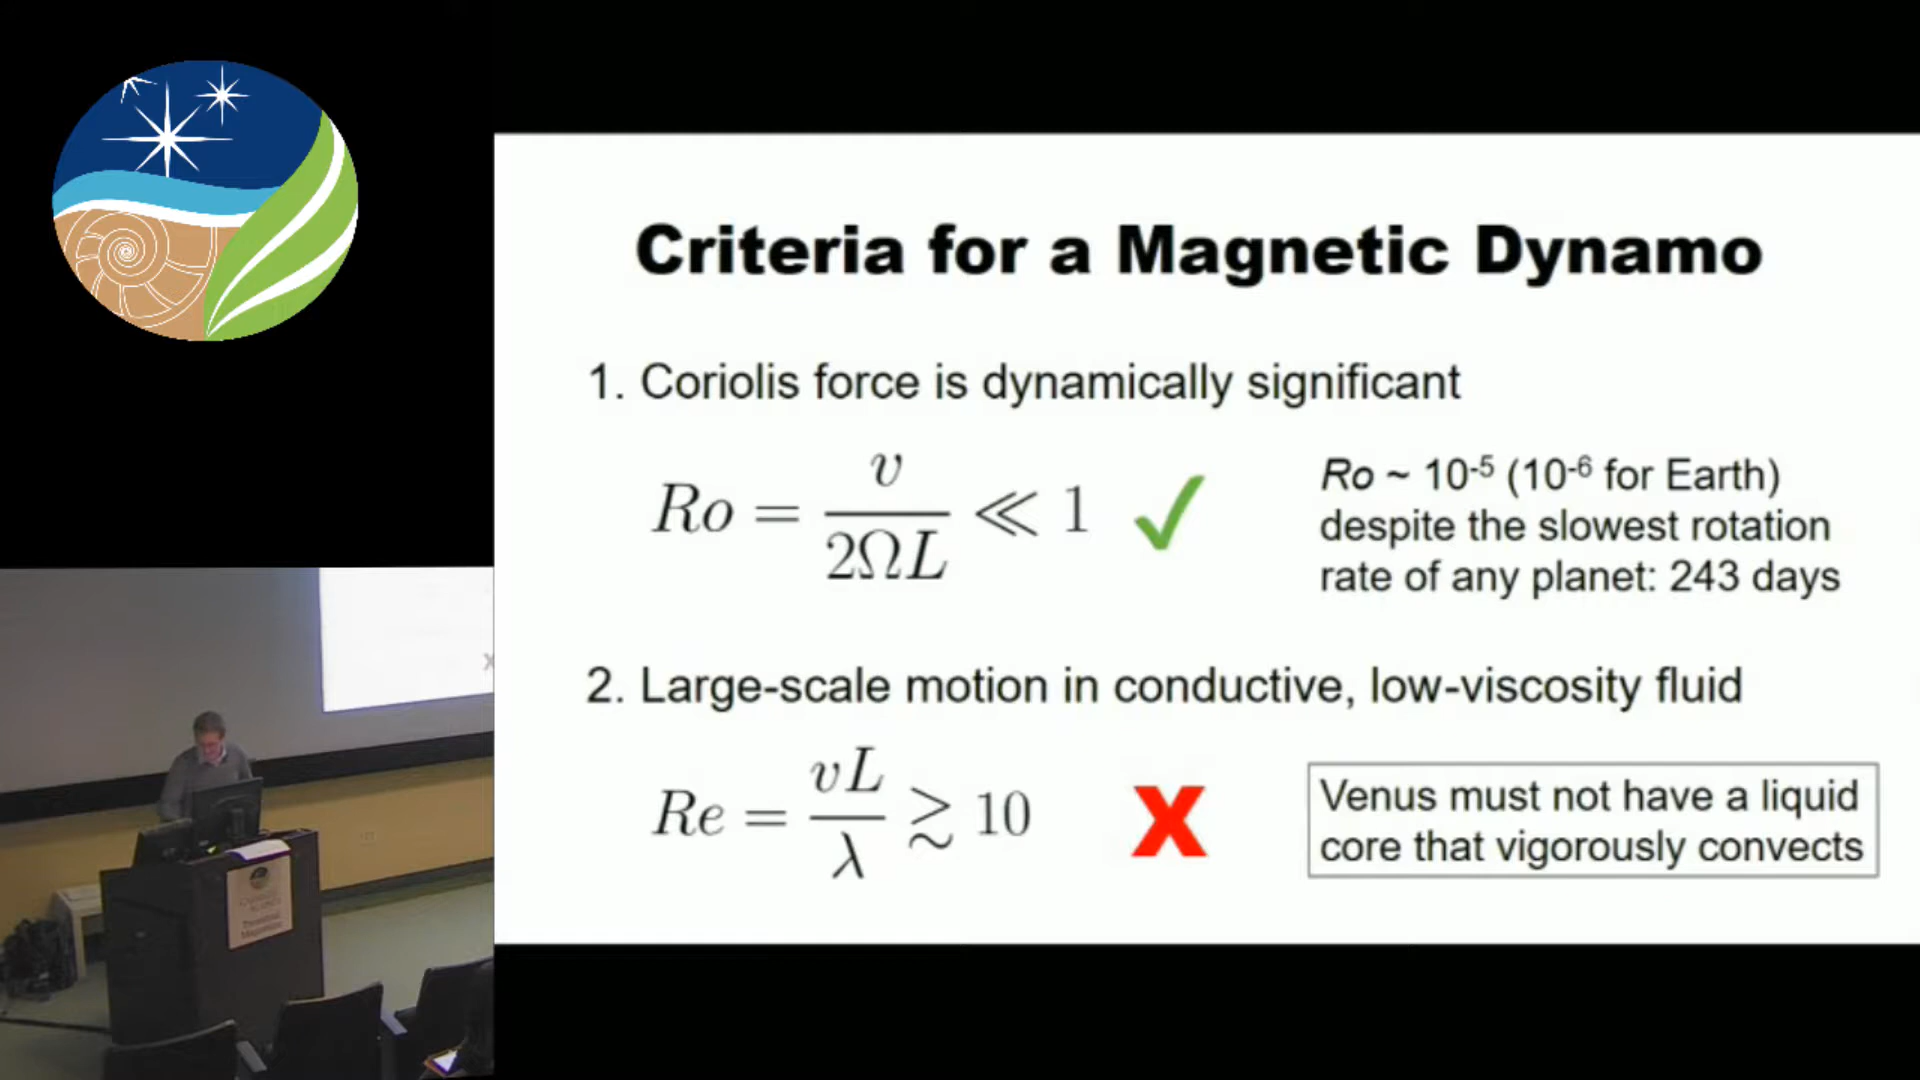 Criteria for a Magnetic Dynamo
1. Coriolis force is dynamically significant
Ro = v / 2ΩL ≪ 1 ✓
Ro ~ 10⁻⁵ (10⁻⁶ for Earth)
despite the slowest rotation
rate of any planet: 243 days
2. Large-scale motion in conductive, low-viscosity fluid
Re = vL / λ ≳ 10 X
Venus must not have a liquid
core that vigorously convects